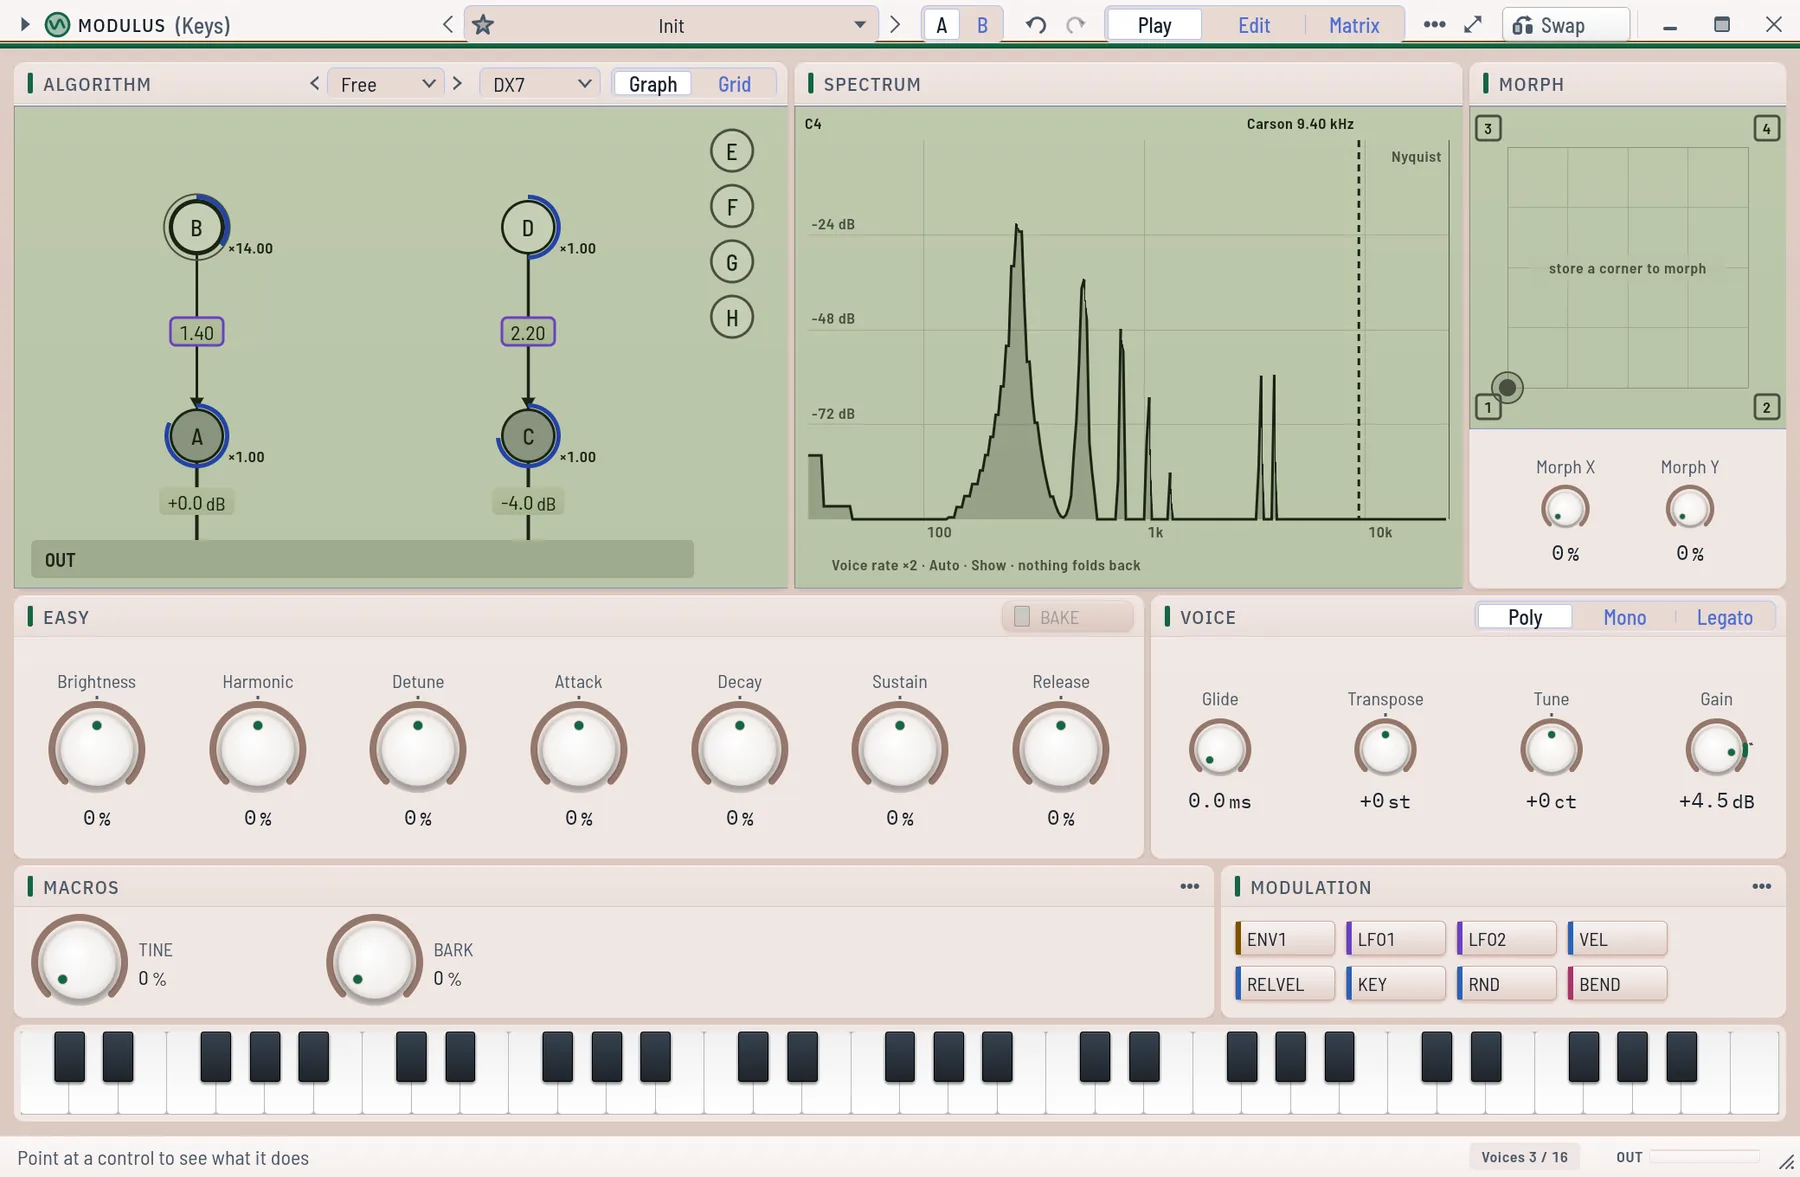 MODULUS (Keys)
Init
A B
Play Edit Matrix
Swap
ALGORITHM
Free
DX7
Graph Grid
B
×14.00
D
×1.00
E
F
G
H
1.40
2.20
A
×1.00
C
×1.00
+0.0 dB
-4.0 dB
OUT
SPECTRUM
C4
Carson 9.40 kHz
Nyquist
-24 dB
-48 dB
-72 dB
100 1k 10k
Voice rate ×2 · Auto · Show · nothing folds back
MORPH
3 4
store a corner to morph
1 2
Morph X Morph Y
0% 0%
EASY
BAKE
Brightness Harmonic Detune Attack Decay Sustain Release
0% 0% 0% 0% 0% 0% 0%
VOICE
Poly Mono Legato
Glide Transpose Tune Gain
0.0 ms +0 st +0 ct +4.5 dB
MACROS
TINE
0 %
BARK
0 %
MODULATION
ENV1 LFO1 LFO2 VEL
RELVEL KEY RND BEND
Point at a control to see what it does
Voices 3 / 16
OUT